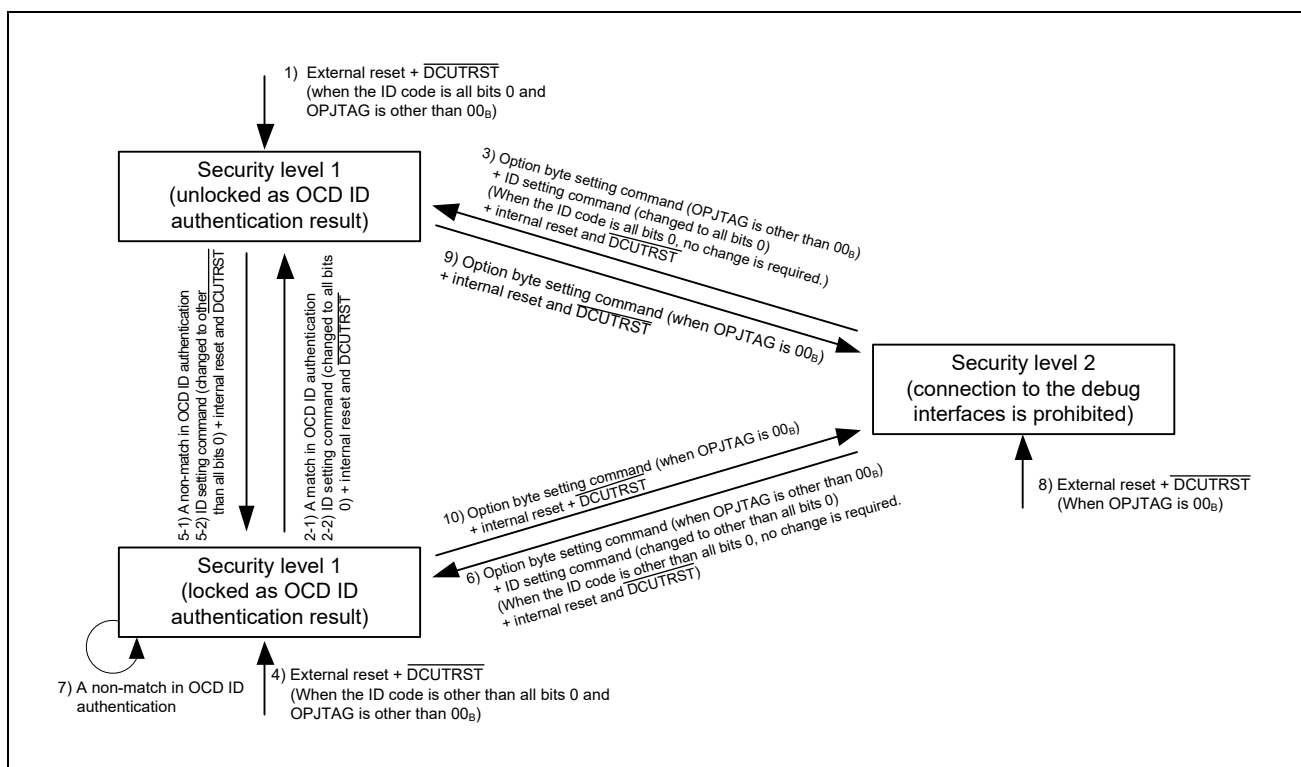 1) External reset + DCUTRST
(when the ID code is all bits 0 and
OPJTAG is other than 00B)
Security level 1
(unlocked as OCD ID
authentication result)
3) Option byte setting command (OPJTAG is other than 00B)
+ ID setting command (changed to all bits 0)
(When the ID code is all bits 0, no change is required.)
+ internal reset and DCUTRST
9) Option byte setting command (when OPJTAG is 00B)
+ internal reset and DCUTRST
5-1) A non-match in OCD ID authentication
5-2) ID setting command (changed to other
than all bits 0) + internal reset and DCUTRST
2-1) A match in OCD ID authentication
2-2) ID setting command (changed to all bits
0) + internal reset and DCUTRST
Security level 2
(connection to the debug
interfaces is prohibited)
8) External reset + DCUTRST
(When OPJTAG is 00B)
10) Option byte setting command (when OPJTAG is 00B)
+ internal reset + DCUTRST
6) Option byte setting command (when OPJTAG is other than 00B)
+ ID setting command (changed to other than all bits 0)
(When the ID code is other than all bits 0, no change is required.
+ internal reset and DCUTRST)
Security level 1
(locked as OCD ID
authentication result)
7) A non-match in OCD ID
authentication
4) External reset + DCUTRST
(When the ID code is other than all bits 0 and
OPJTAG is other than 00B)